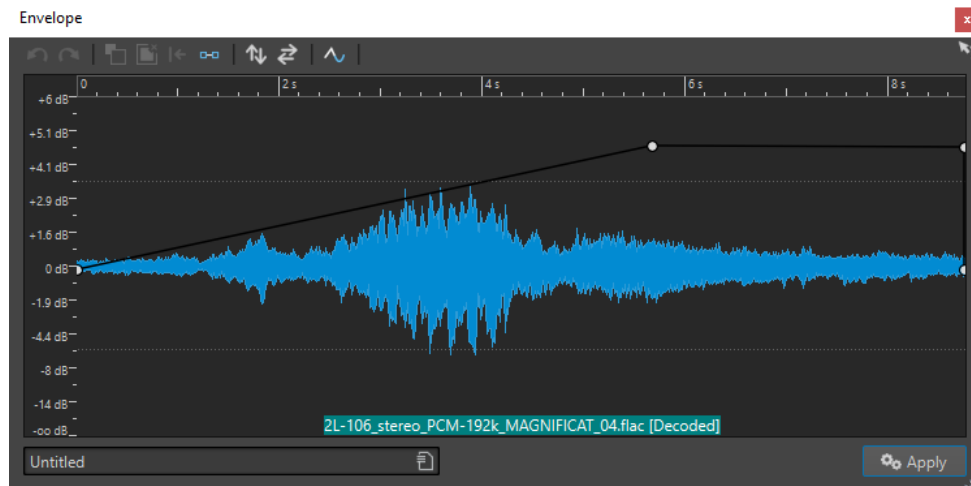 Envelope
x
0 2 s 4 s 6 s 8 s
+6 dB
+5.1 dB
+4.1 dB
+2.9 dB
+1.6 dB
0 dB
-1.9 dB
-4.4 dB
-8 dB
-14 dB
-oo dB
2L-106_stereo_PCM-192k_MAGNIFICAT_04.flac [Decoded]
Untitled
Apply